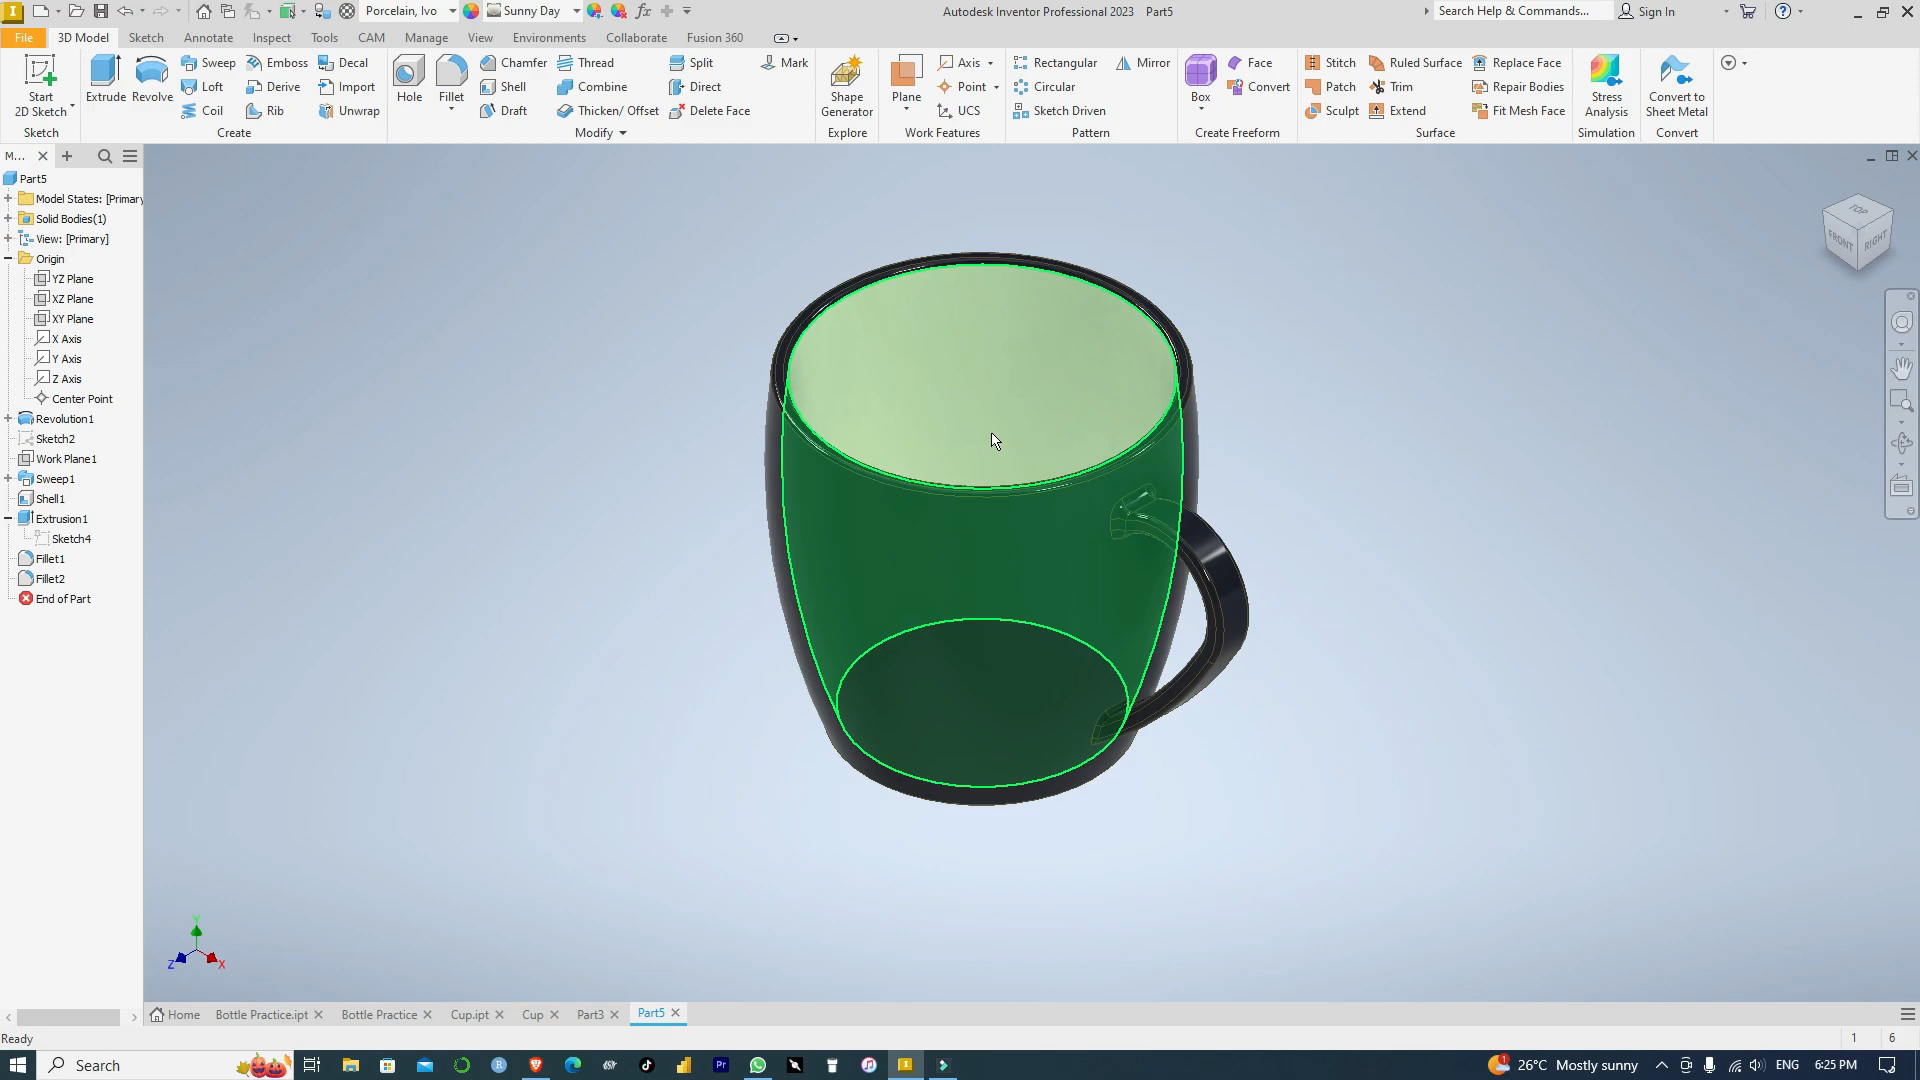 Porcelain, Ivo
Sunny Day
fx
Autodesk Inventor Professional 2023 Part5
Search Help & Commands...
Sign In
File
3D Model
Sketch
Annotate
Inspect
Tools
CAM
Manage
View
Environments
Collaborate
Fusion 360
Start
2D Sketch
Extrude
Revolve
Sweep
Loft
Coil
Emboss
Derive
Rib
Decal
Import
Unwrap
Hole
Fillet
Chamfer
Shell
Draft
Thread
Combine
Thicken/ Offset
Split
Direct
Delete Face
Mark
Shape
Generator
Plane
Axis
Point
UCS
Rectangular
Circular
Sketch Driven
Mirror
Box
Face
Convert
Stitch
Patch
Sculpt
Ruled Surface
Trim
Extend
Replace Face
Repair Bodies
Fit Mesh Face
Stress
Analysis
Convert to
Sheet Metal
Sketch
Create
Modify
Explore
Work Features
Pattern
Create Freeform
Surface
Simulation
Convert
M...
Part5
Model States: [Primary
Solid Bodies(1)
View: [Primary]
Origin
YZ Plane
XZ Plane
XY Plane
X Axis
Y Axis
Z Axis
Center Point
Revolution1
Sketch2
Work Plane1
Sweep1
Shell1
Extrusion1
Sketch4
Fillet1
Fillet2
End of Part
TOP
FRONT
RIGHT
Y
Z
X
Home
Bottle Practice.ipt
Bottle Practice
Cup.ipt
Cup
Part3
Part5
Ready
1
6
Search
26°C Mostly sunny
ENG
6:25 PM